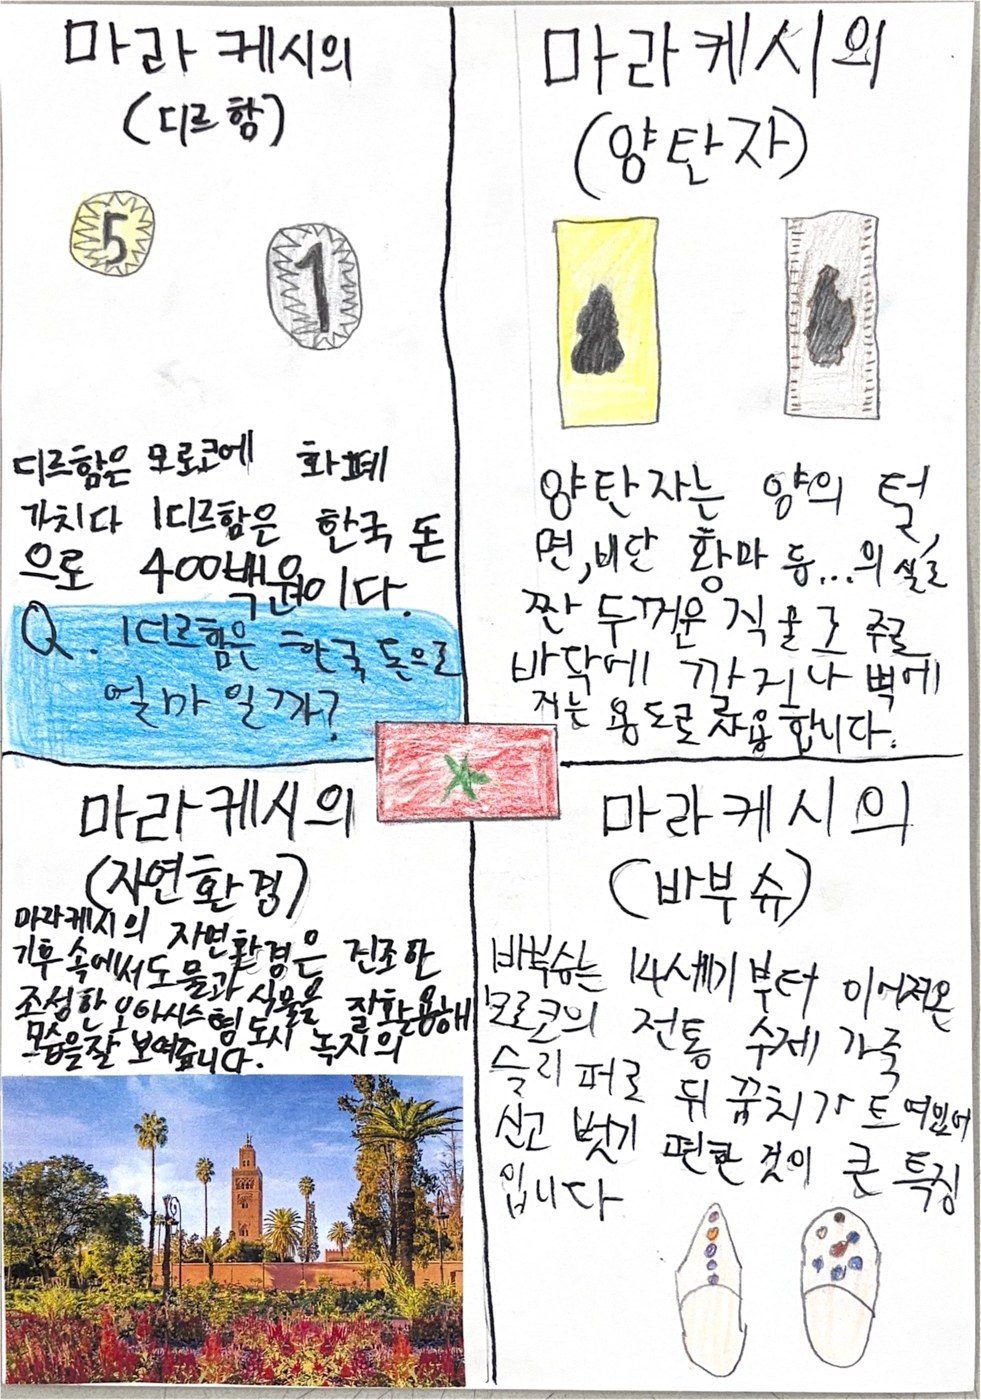 마라케시의
(디르함)
5
1
디르함은 모로코에 화폐
가치다 1디르함은 한국 돈
으로 400백원이다.
Q. 1디르함은 한국 돈으로
얼마일까?
마라케시의
(양탄자)
양탄자는 양의 털,
면, 비단 황마 등...의 실로
짠 두꺼운 직물로 주로
바닥에 깔거나 벽에
거는 용도로 사용합니다.
마라케시의
(자연환경)
마라케시의 자연환경은 건조한
기후 속에서도 물과 식물을 잘활용해
조성한 오아시스형 도시 녹지의
모습을 잘 보여줍니다.
마라케시의
(바부슈)
바부슈는 14세기부터 이어져온
모로코의 전통 수제 가죽
슬리퍼로 뒤꿈치가 트여있어
신고 벗기 편한 것이 큰 특징
입니다